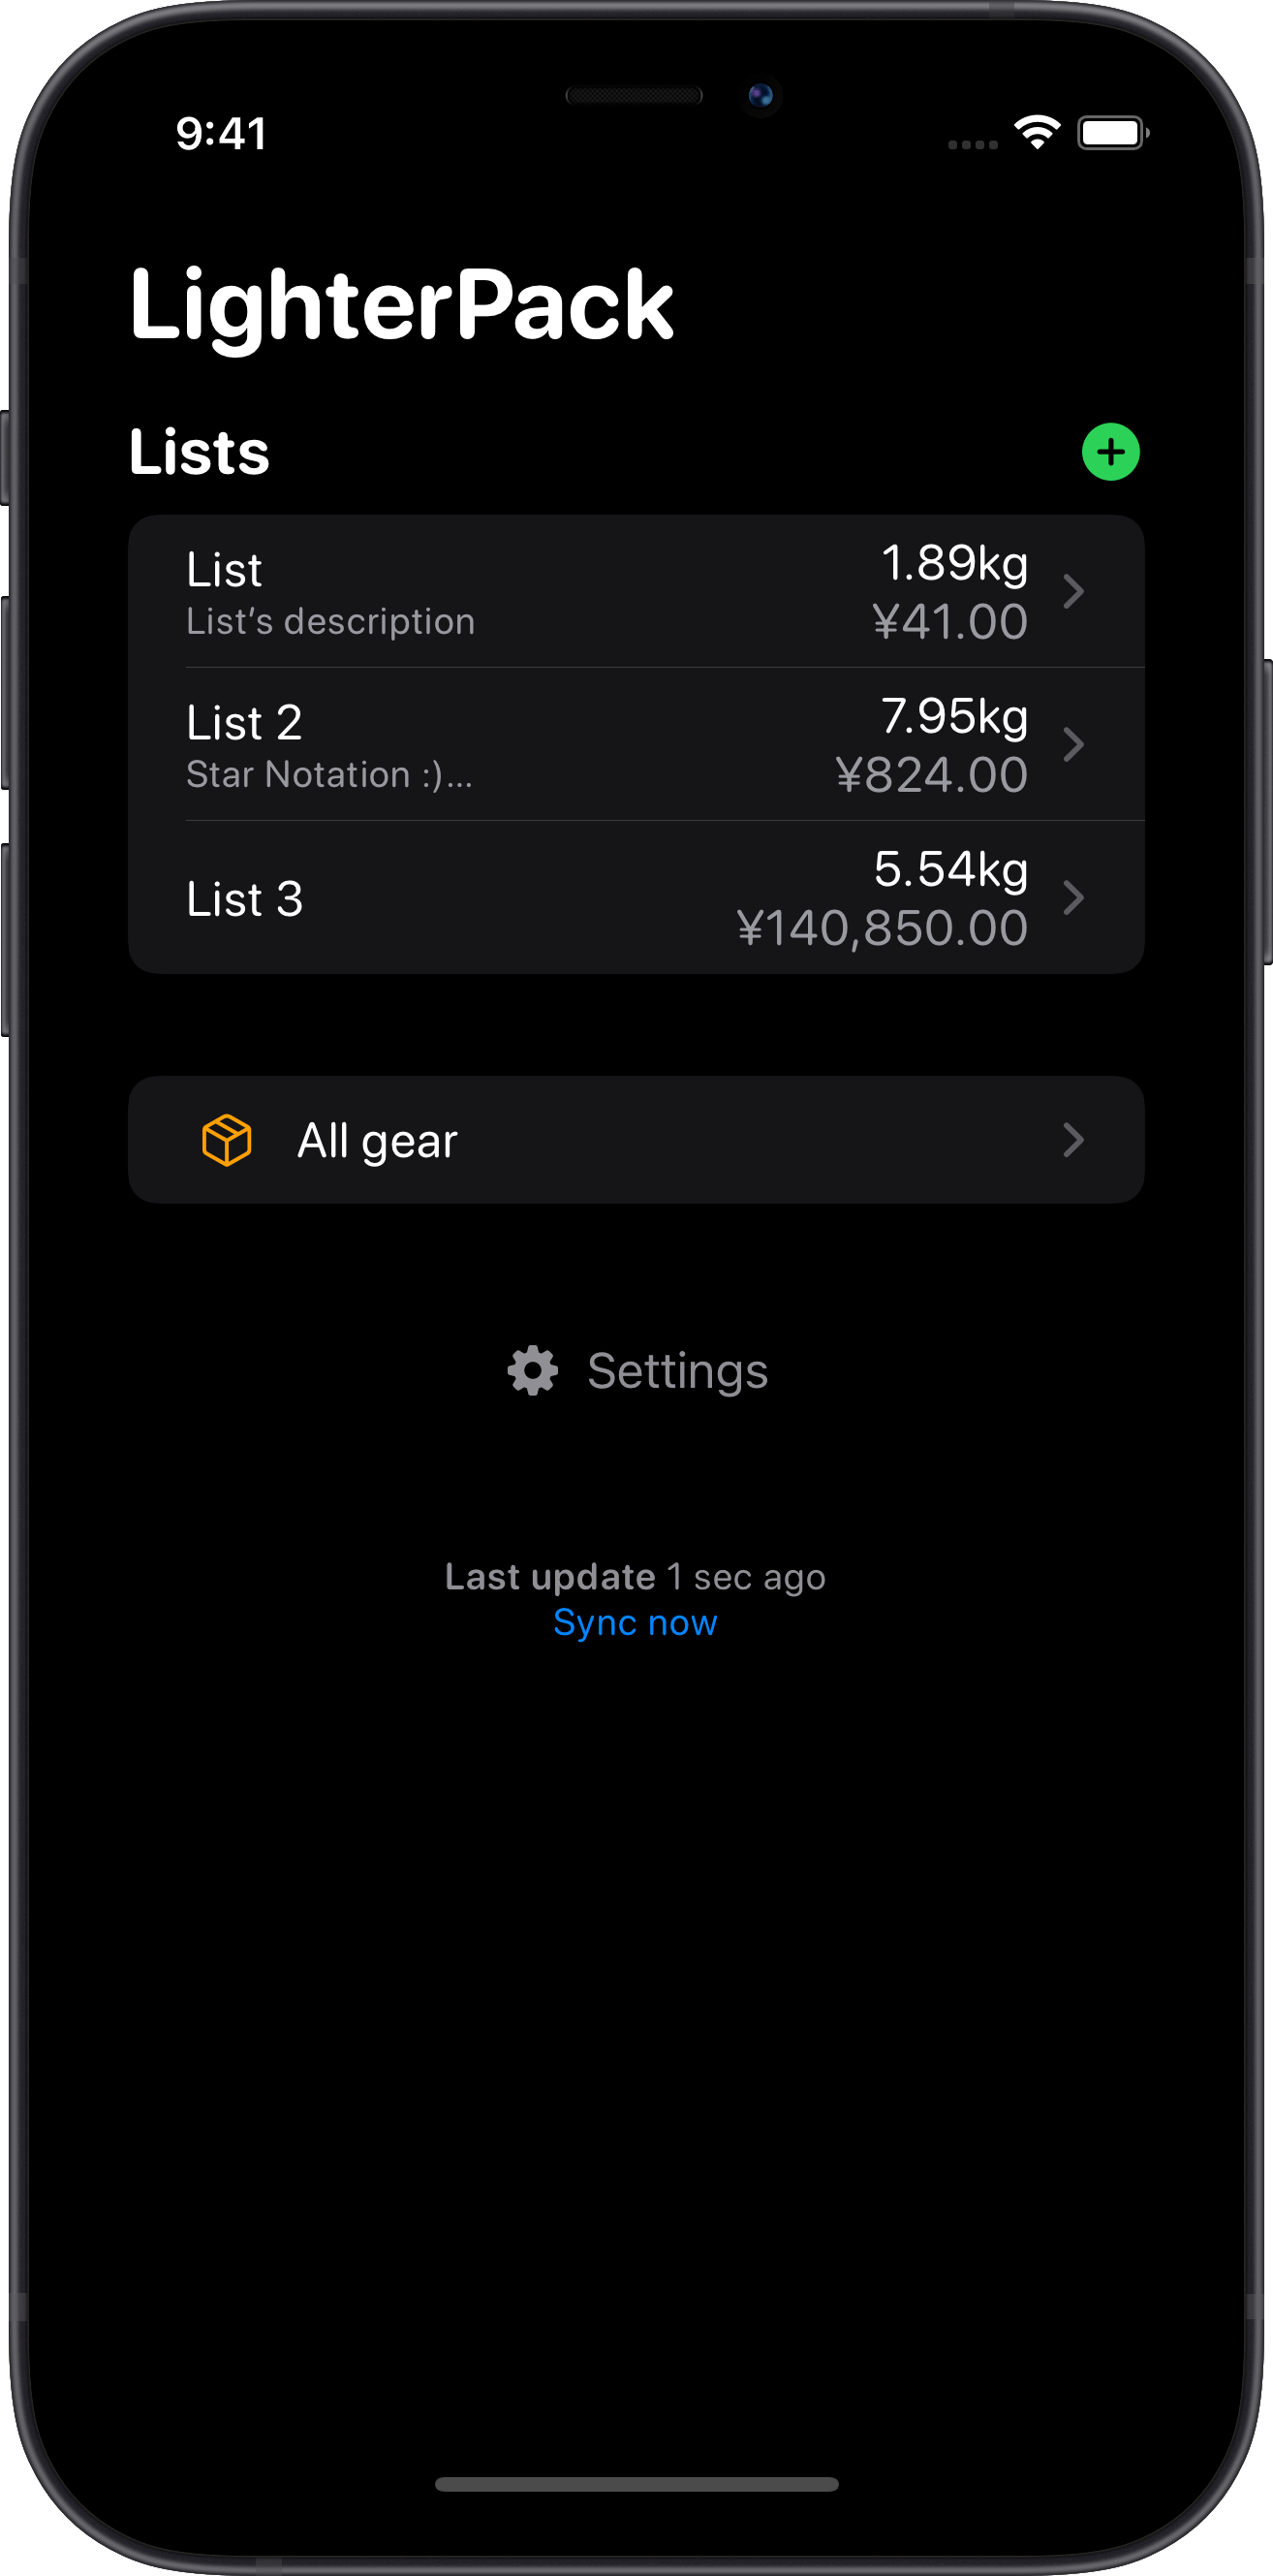 9:41
LighterPack
Lists
List
List’s description
1.89kg
¥41.00
List 2
Star Notation :)...
7.95kg
¥824.00
List 3
5.54kg
¥140,850.00
All gear
Settings
Last update 1 sec ago
Sync now